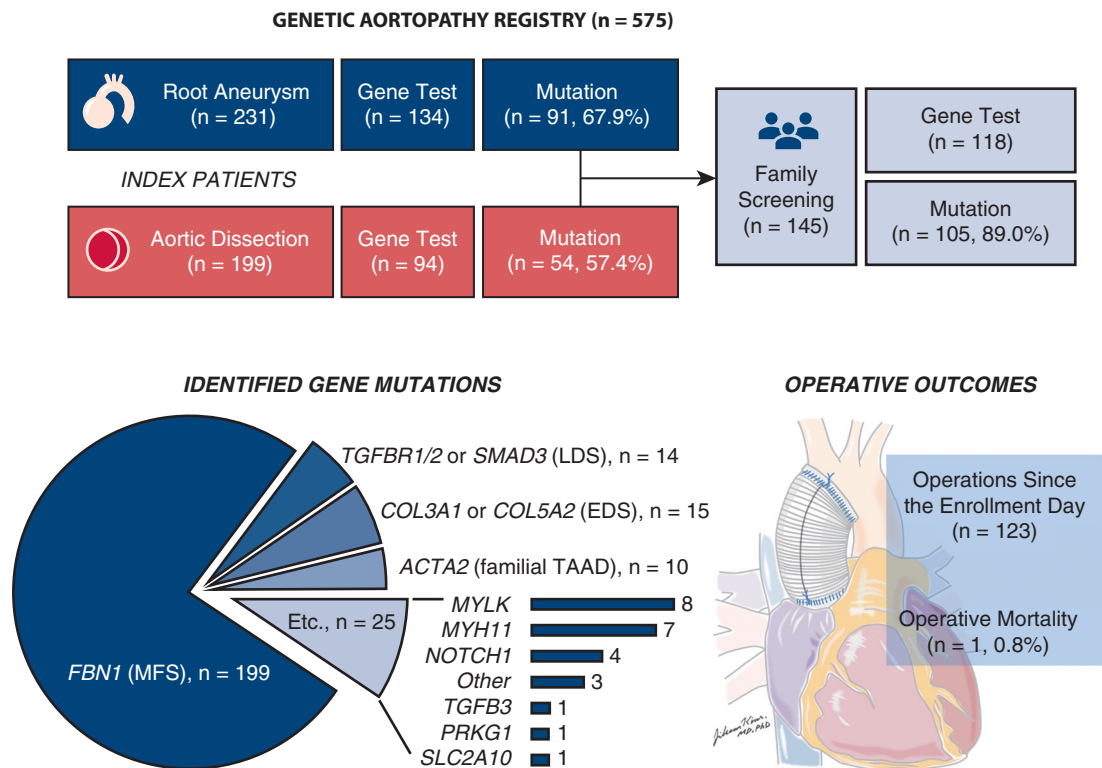 GENETIC AORTOPATHY REGISTRY (n = 575)
Root Aneurysm
(n = 231)
Gene Test
(n = 134)
Mutation
(n = 91, 67.9%)
INDEX PATIENTS
Aortic Dissection
(n = 199)
Gene Test
(n = 94)
Mutation
(n = 54, 57.4%)
Family
Screening
(n = 145)
Gene Test
(n = 118)
Mutation
(n = 105, 89.0%)
IDENTIFIED GENE MUTATIONS
TGFBR1/2 or SMAD3 (LDS), n = 14
COL3A1 or COL5A2 (EDS), n = 15
ACTA2 (familial TAAD), n = 10
Etc., n = 25
FBN1 (MFS), n = 199
MYLK 8
MYH11 7
NOTCH1 4
Other 3
TGFB3 1
PRKG1 1
SLC2A10 1
OPERATIVE OUTCOMES
Operations Since
the Enrollment Day
(n = 123)
Operative Mortality
(n = 1, 0.8%)
MD. PhD